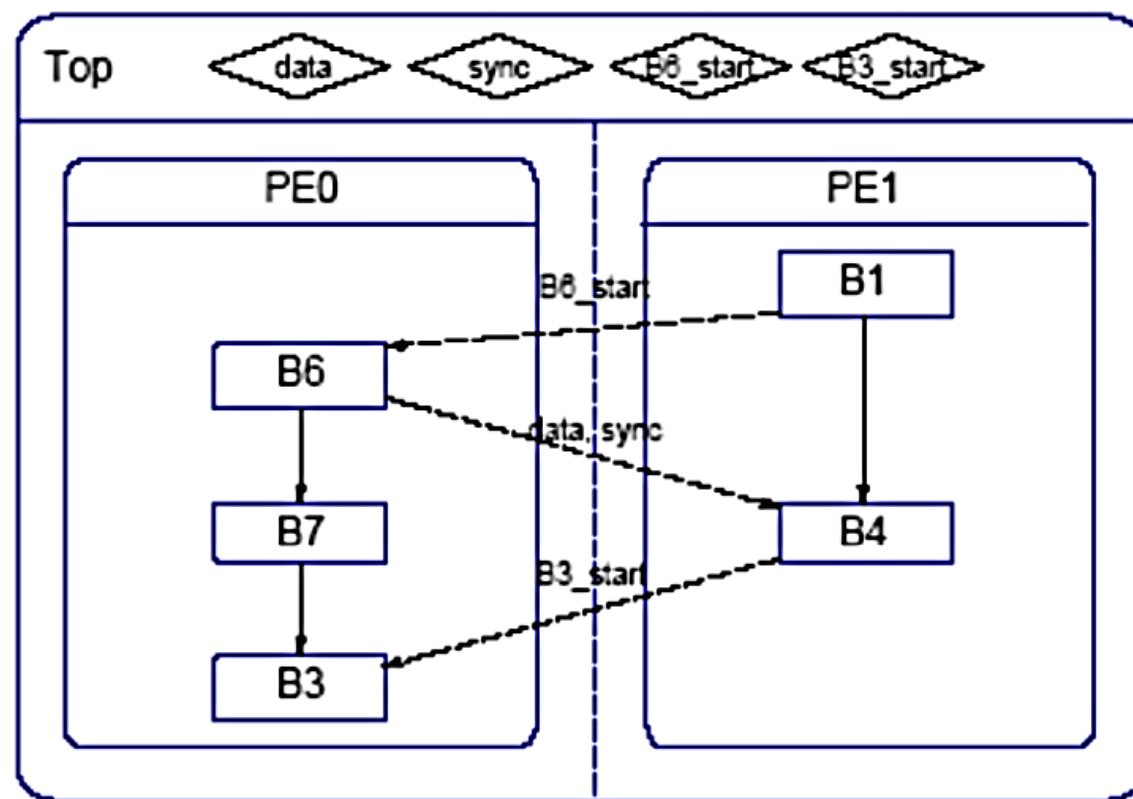 Top data sync B6_start B3_start
PE0 PE1
B1
B6_start
B6
data, sync
B7 B4
B3_start
B3